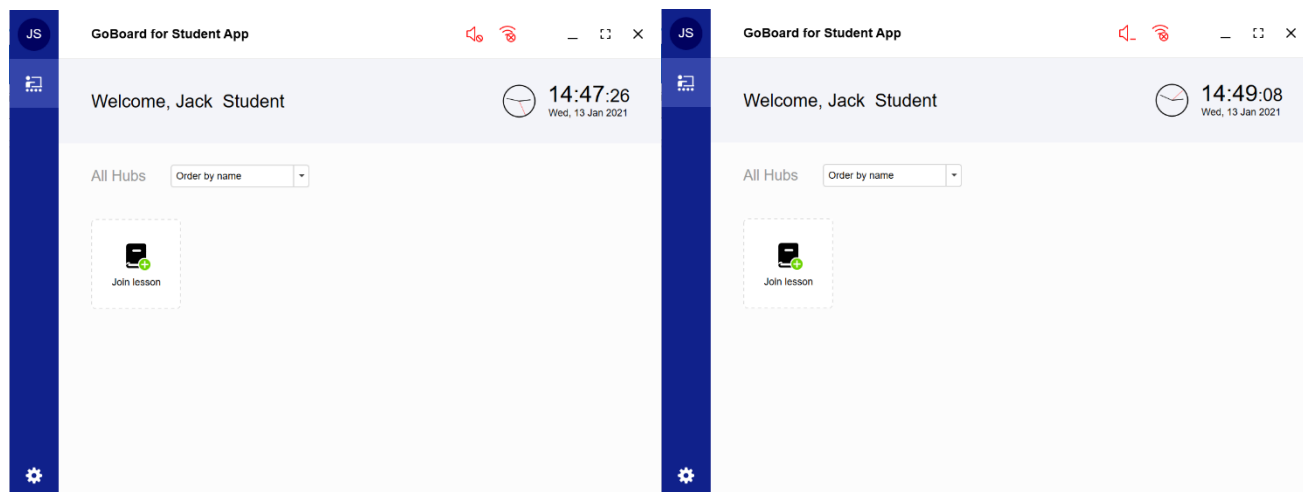 JS
GoBoard for Student App
Welcome, Jack Student
14:47:26
Wed, 13 Jan 2021
All Hubs
Order by name
Join lesson
JS
GoBoard for Student App
Welcome, Jack Student
14:49:08
Wed, 13 Jan 2021
All Hubs
Order by name
Join lesson